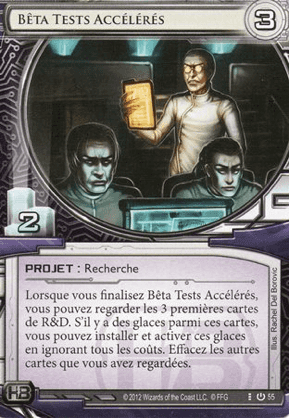 BÊTA TESTS ACCÉLÉRÉS
3
2
PROJET : Recherche
Lorsque vous finalisez Bêta Tests Accélérés,
vous pouvez regarder les 3 premières cartes
de R&D. S'il y a des glaces parmi ces cartes,
vous pouvez installer et activer ces glaces
en ignorant tous les coûts. Effacez les autres
cartes que vous avez regardées.
Illus. Rachel Del Borovic
HB
© 2012 Wizards of the Coast LLC. © FFG
55